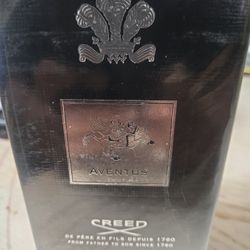 AVENTUS
CREED
DE PÈRE EN FILS DEPUIS 1760
FROM FATHER TO SON SINCE 1760